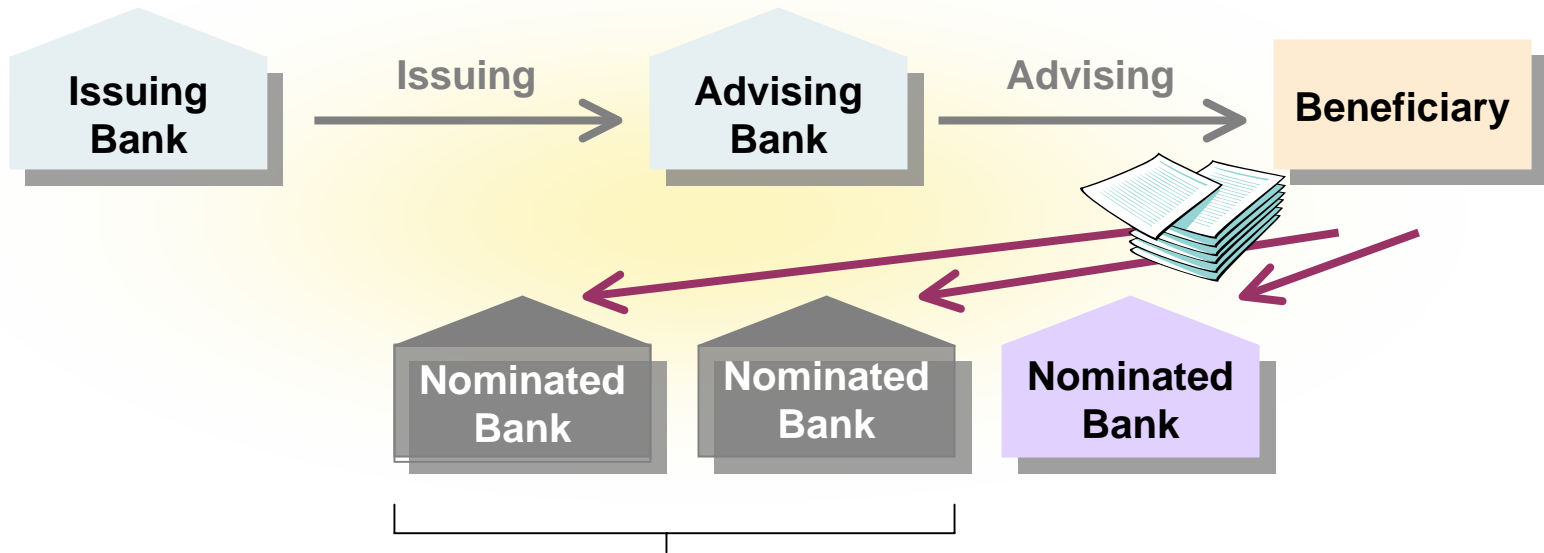 Issuing
Bank
Issuing
Advising
Bank
Advising
Beneficiary
Nominated
Bank
Nominated
Bank
Nominated
Bank